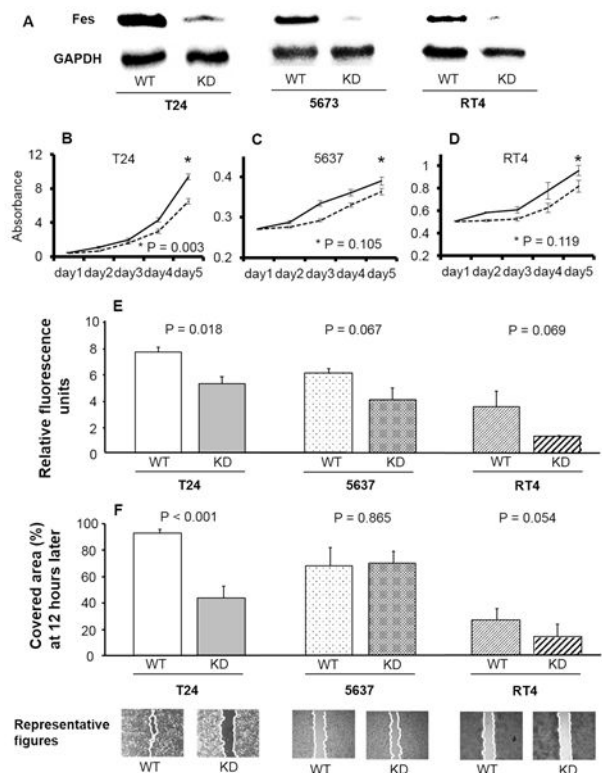 A
Fes
GAPDH
WT KD WT KD WT KD
T24 5673 RT4
B C D
T24 5637 RT4
Absorbance
12
8
4
0
*
* P = 0.003
day1 day2 day3 day4 day5
0.4
0.3
0.2
*
* P = 0.105
day1 day2 day3 day4 day5
1
0.8
0.6
0.4
0.2
*
* P = 0.119
day1 day2 day3 day4 day5
E
Relative fluorescence
units
10
8
6
4
2
0
P = 0.018 P = 0.067 P = 0.069
WT KD WT KD WT KD
T24 5637 RT4
F
Covered area (%)
at 12 hours later
100
80
60
40
20
0
P < 0.001 P = 0.865 P = 0.054
WT KD WT KD WT KD
T24 5637 RT4
Representative
figures
WT KD WT KD WT KD